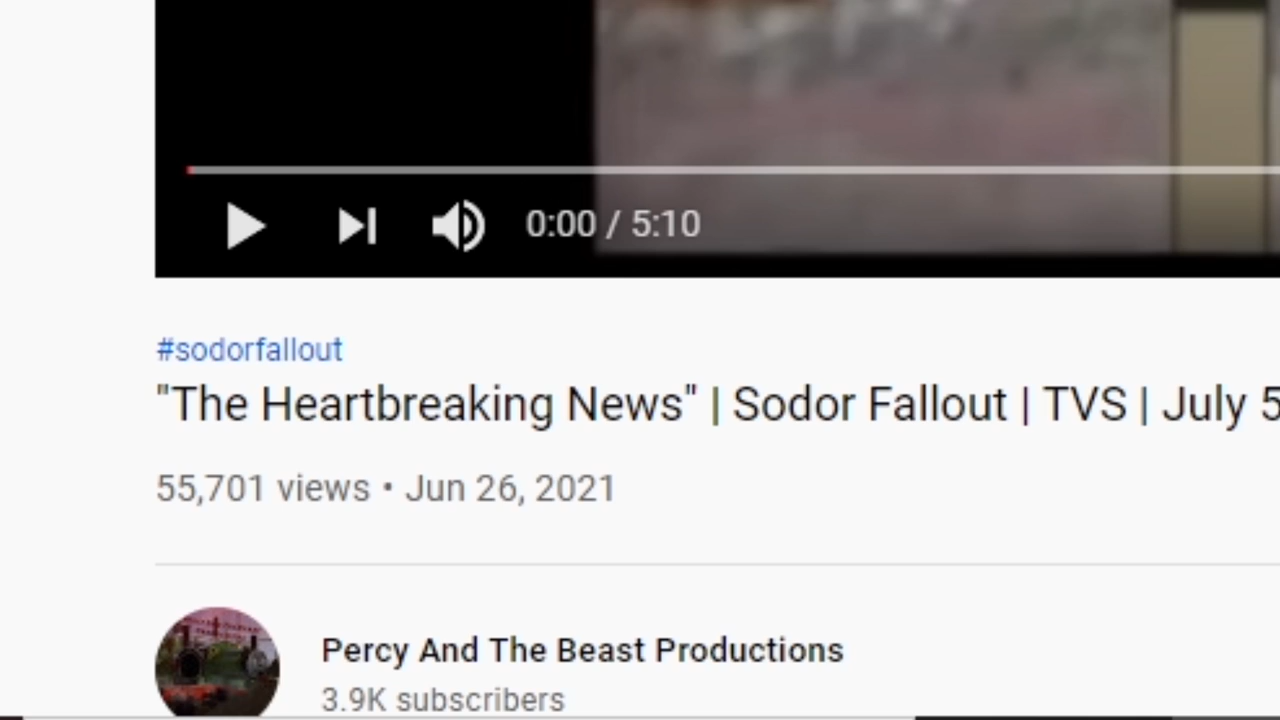 0:00 / 5:10
#sodorfallout
"The Heartbreaking News" | Sodor Fallout | TVS | July 5
55,701 views • Jun 26, 2021
Percy And The Beast Productions
3.9K subscribers